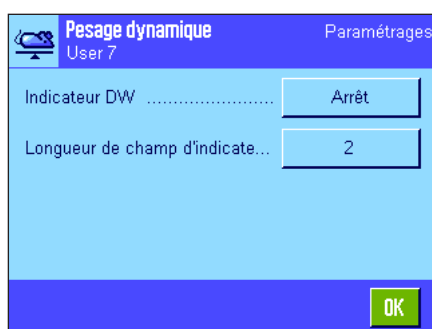 Pesage dynamique
Paramétrages
User 7
Indicateur DW ........................
Arrêt
Longueur de champ d'indicate...
2
OK